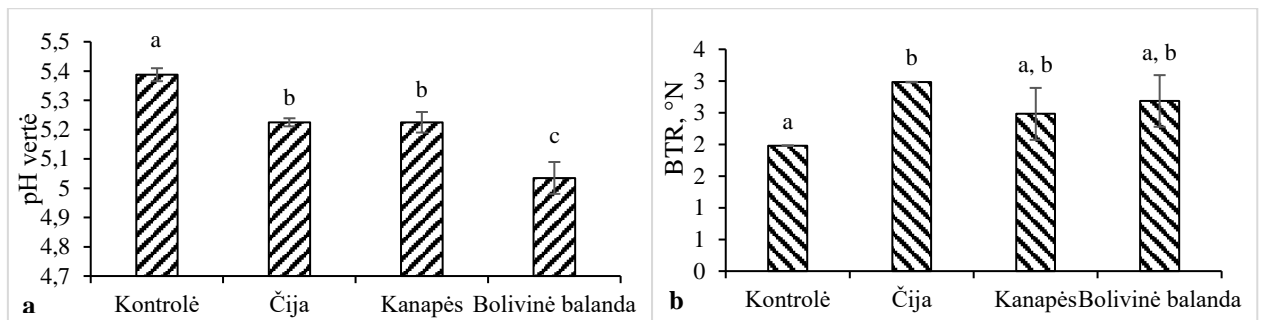 5,5
5,4
5,3
5,2
5,1
5
4,9
4,8
4,7
pH vertė
a
b
b
c
Kontrolė Čija Kanapės Bolivinė balanda
a
4
3
3
2
2
1
1
0
BTR, °N
a
b
a, b
a, b
Kontrolė Čija Kanapės Bolivinė balanda
b